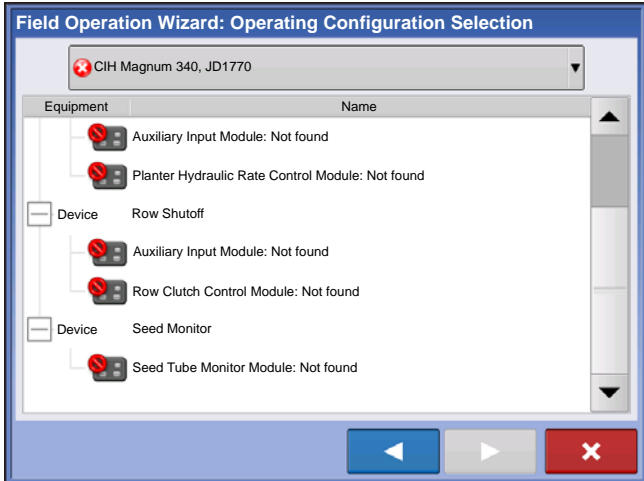 Field Operation Wizard: Operating Configuration Selection
CIH Magnum 340, JD1770
Equipment Name
Auxiliary Input Module: Not found
Planter Hydraulic Rate Control Module: Not found
Device Row Shutoff
Auxiliary Input Module: Not found
Row Clutch Control Module: Not found
Device Seed Monitor
Seed Tube Monitor Module: Not found